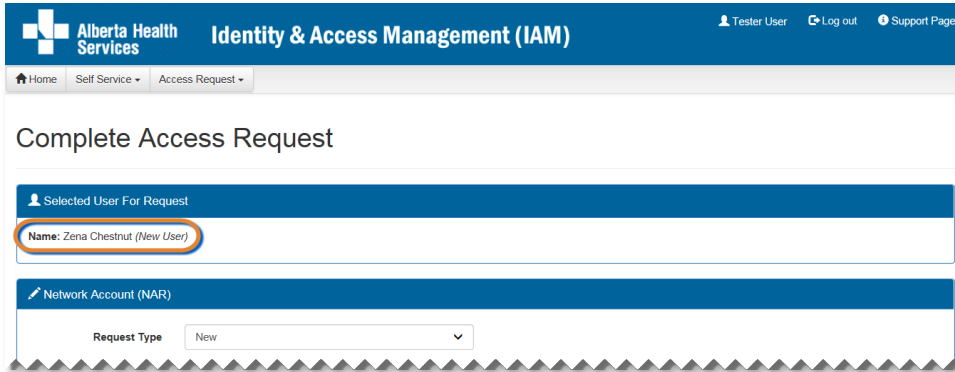 Alberta Health
Services
Identity & Access Management (IAM)
Tester User
Log out
Support Page
Home
Self Service
Access Request
Complete Access Request
Selected User For Request
Name: Zena Chestnut (New User)
Network Account (NAR)
Request Type
New